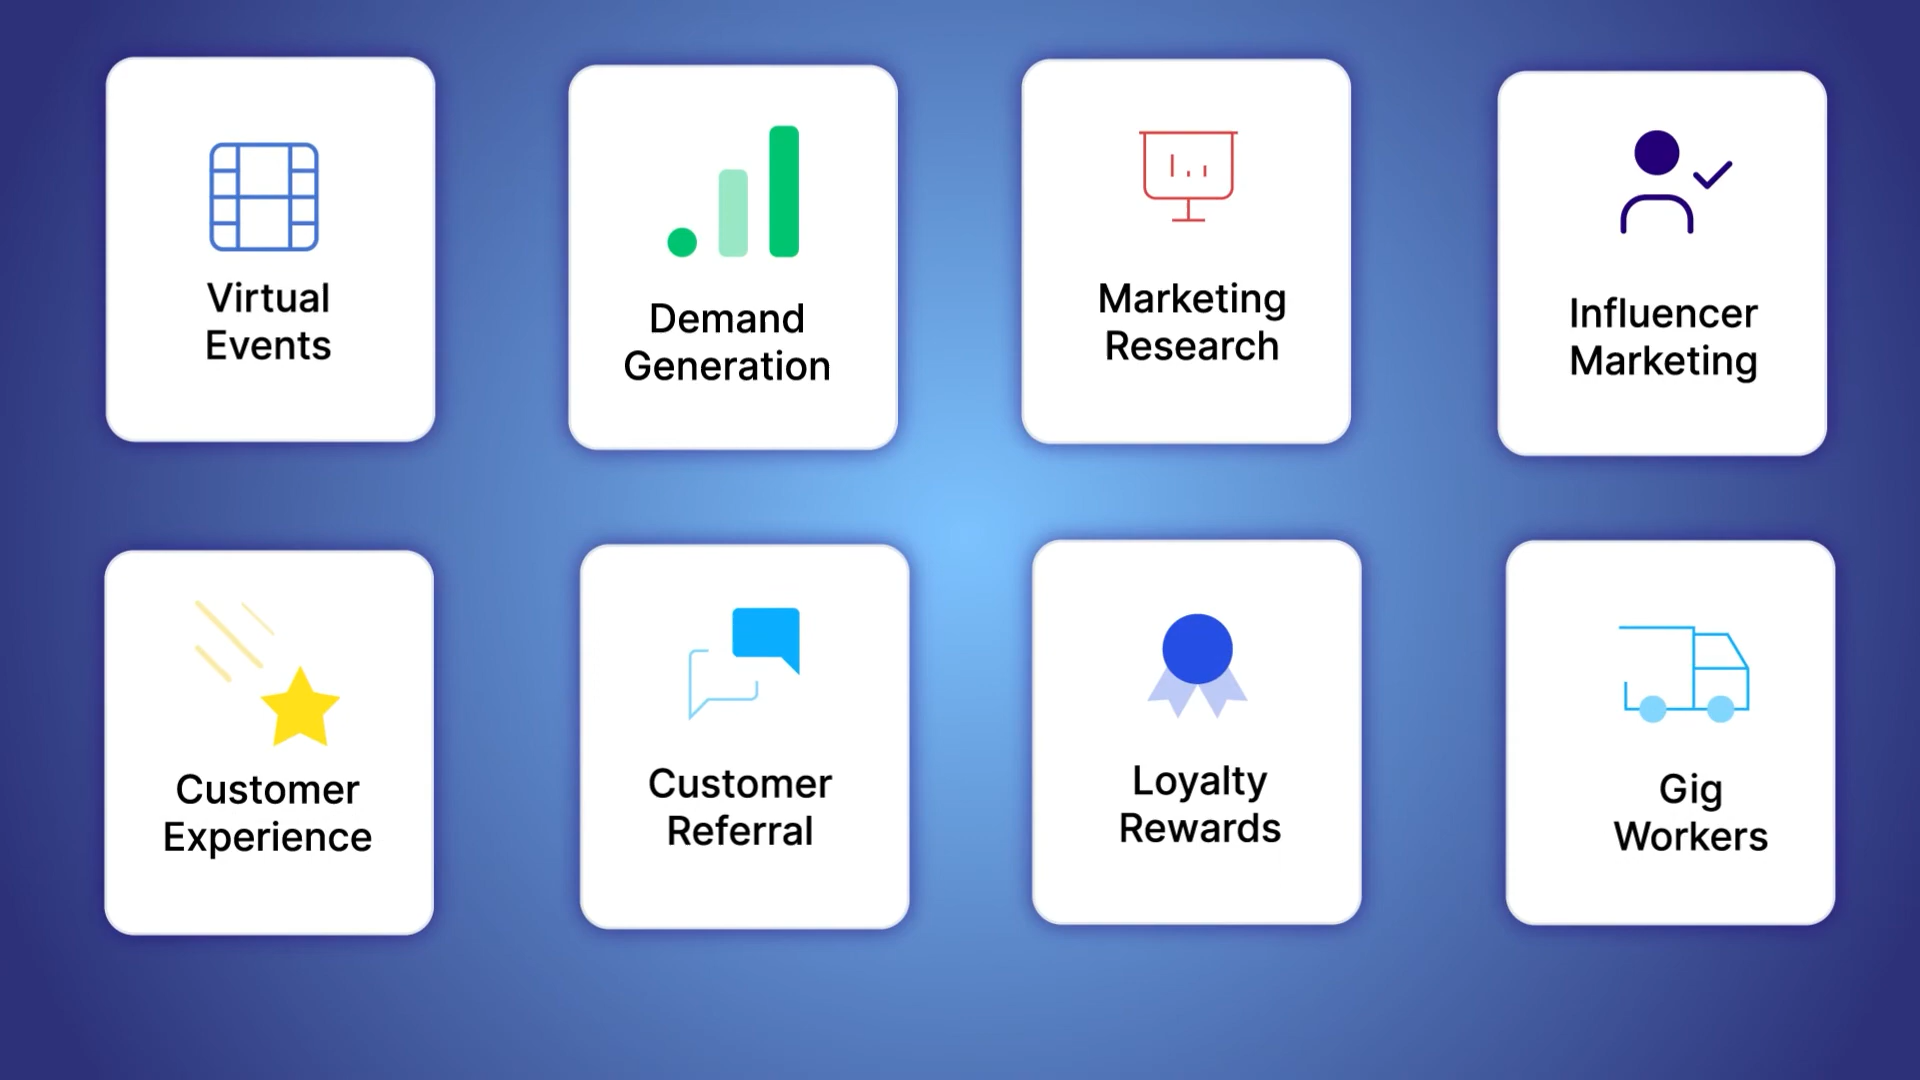 Virtual
Events
Demand
Generation
Marketing
Research
Influencer
Marketing
Customer
Experience
Customer
Referral
Loyalty
Rewards
Gig
Workers